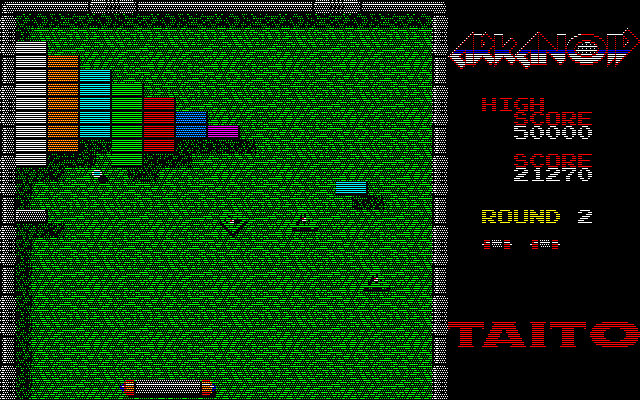 ARKANOID
HIGH
SCORE
50000
SCORE
21270
ROUND 2
TAITO